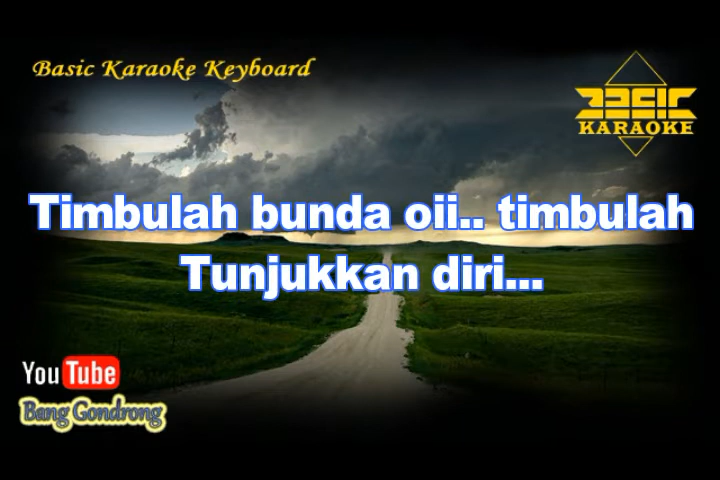 Basic Karaoke Keyboard
BASIC
KARAOKE
Timbulah bunda oii.. timbulah
Tunjukkan diri...
YouTube
Bang Gondrong